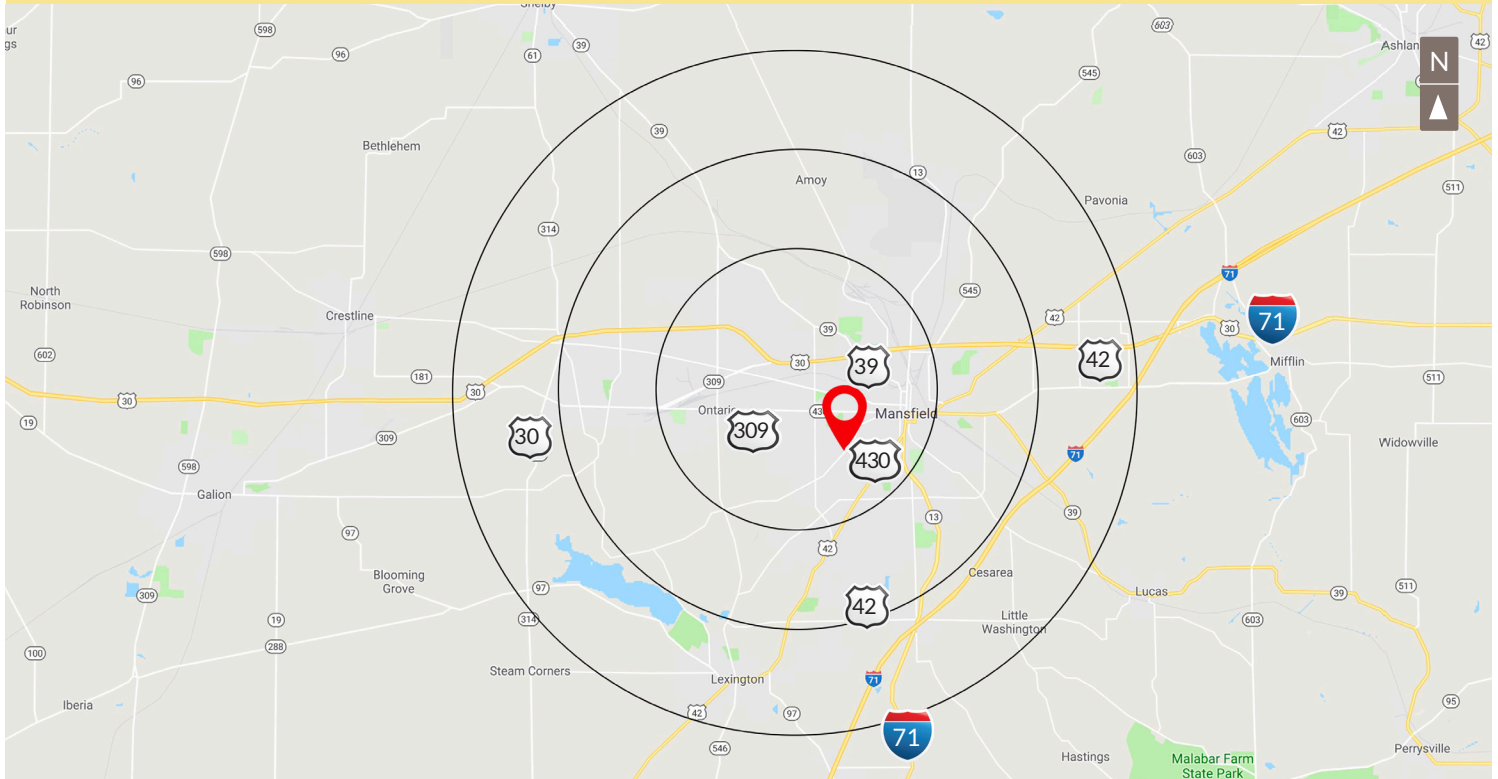 Shelby
598
39
603
Ashlan
42
96
61
545
96
N
39
42
Bethlehem
603
13
Amoy
511
Pavonia
314
598
71
North
Robinson
545
Crestline
42
71
39
30
602
30
42
Mifflin
39
181
309
511
30
30
Ontario
Mansfield
19
603
309
30
309
Widowville
430
71
598
Galion
39
13
97
42
Blooming
Grove
Cesarea
97
511
309
Lucas
39
42
19
314
Little
Washington
603
288
100
Steam Corners
Lexington
71
Iberia
95
42
97
71
546
Perrysville
Hastings
Malabar Farm
State Park